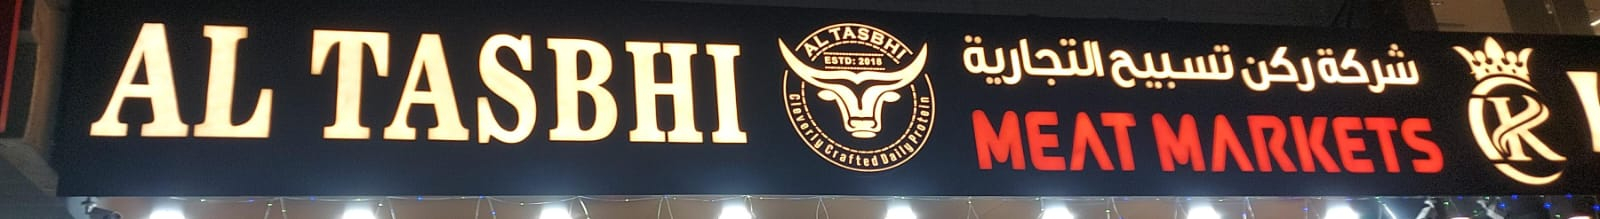 AL TASBHI
AL TASBHI
ESTD: 2018
Cleverly Crafted Daily Protein
شركة ركن تسبيح التجارية
MEAT MARKETS